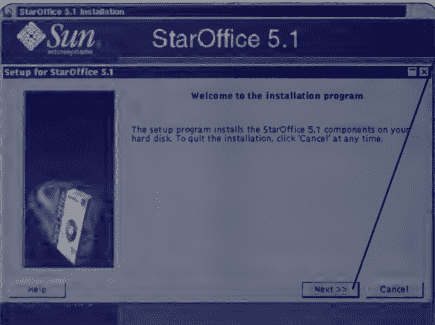 StarOffice 5.1 Installation
Sun
microsystems
StarOffice 5.1
Setup for StarOffice 5.1
Welcome to the installation program
The setup program installs the StarOffice 5.1 components on your
hard disk. To quit the installation, click 'Cancel' at any time.
Help
Next >>
Cancel